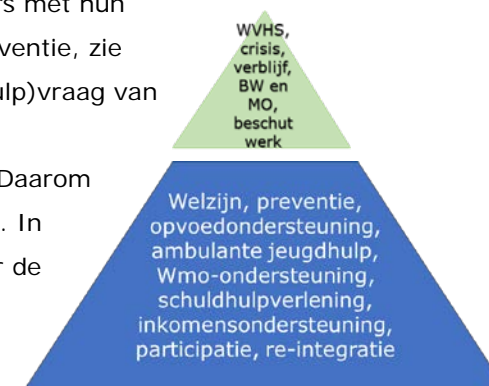 rs met hun
ventie, zie
ulp)vraag van
Daarom
. In
r de
WVHS,
crisis,
verblijf,
BW en
MO,
beschut
werk
Welzijn, preventie,
opvoedondersteuning,
ambulante jeugdhulp,
Wmo-ondersteuning,
schuldhulpverlening,
inkomensondersteuning,
participatie, re-integratie